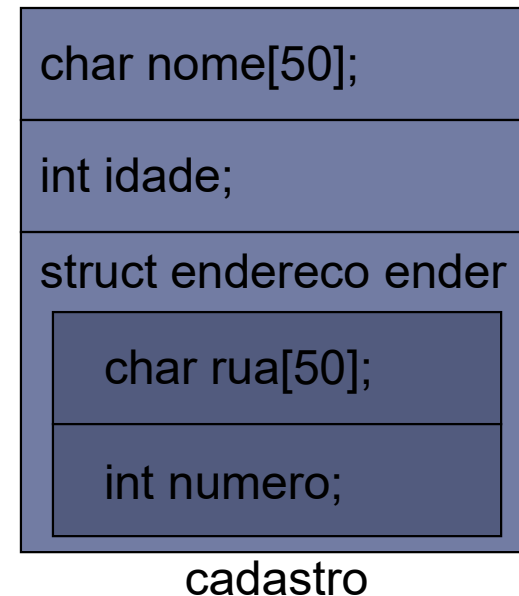 char nome[50];
int idade;
struct endereco ender
char rua[50];
int numero;
cadastro